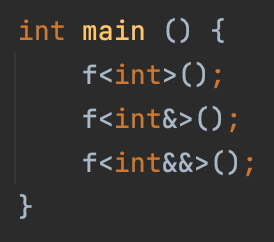 int main () {
    f<int>();
    f<int&>();
    f<int&&>();
}